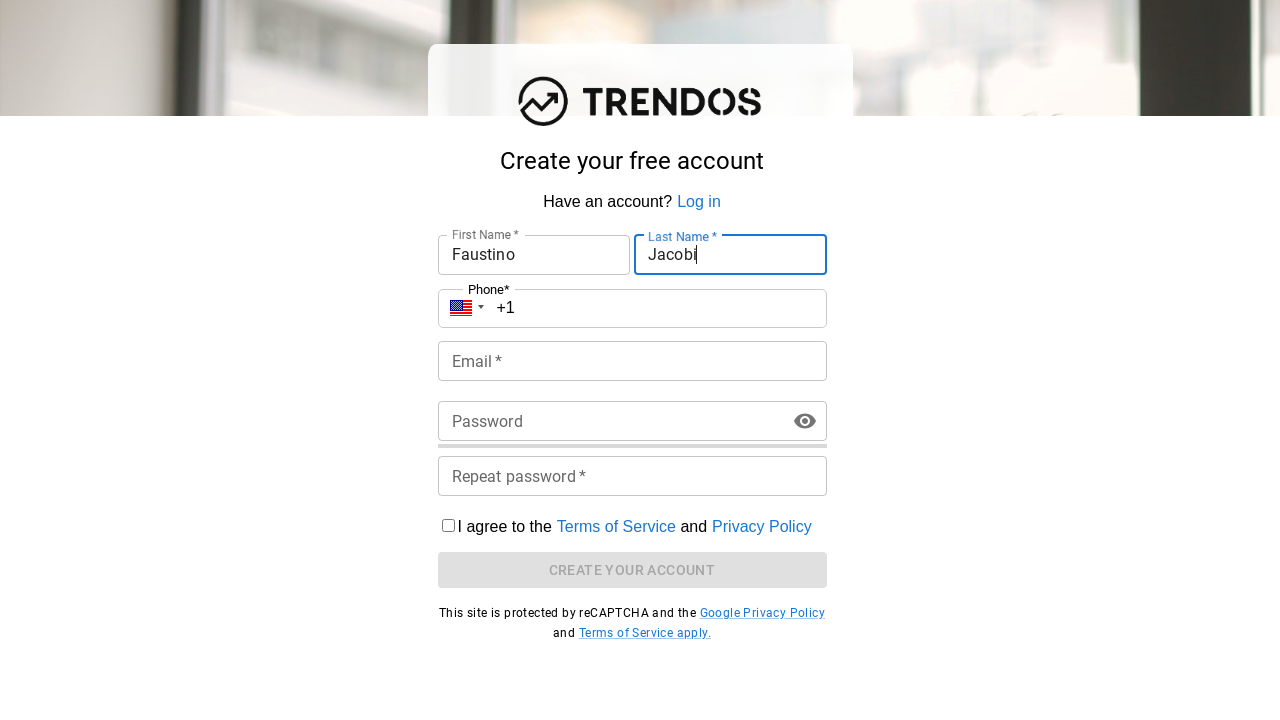 TRENDOS
Create your free account
Have an account? Log in
First Name *
Last Name *
Faustino
Jacobi
Phone*
+1
Email *
Password
Repeat password *
I agree to the Terms of Service and Privacy Policy
CREATE YOUR ACCOUNT
This site is protected by reCAPTCHA and the Google Privacy Policy
and Terms of Service apply.